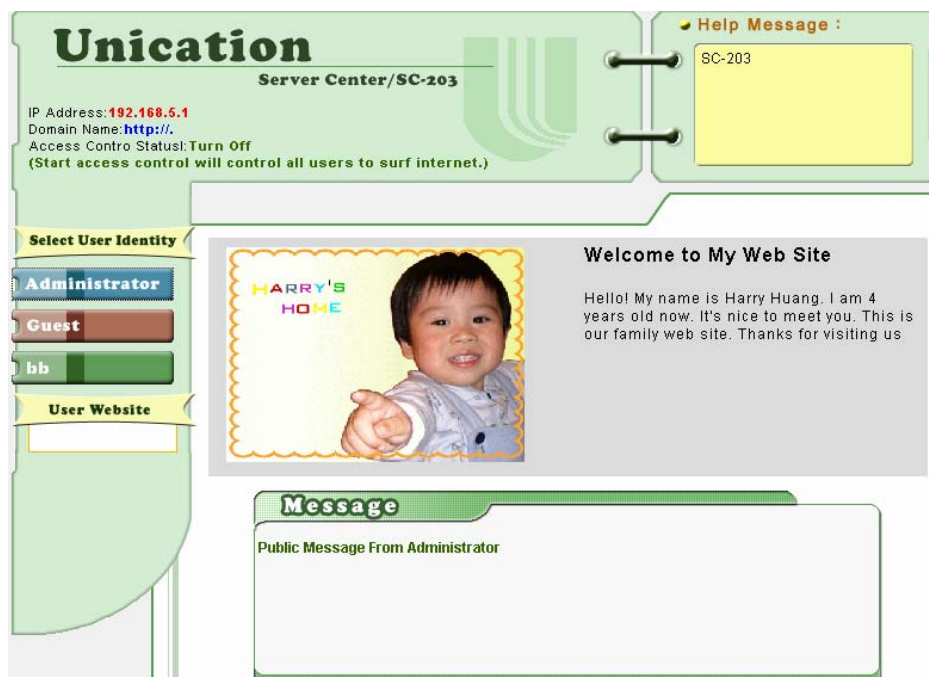 Unication
Server Center/SC-203
IP Address:192.168.5.1
Domain Name:http://.
Access Contro Statusl:Turn Off
(Start access control will control all users to surf internet.)
Help Message :
SC-203
Select User Identity
Administrator
Guest
bb
User Website
HARRY'S
HOME
Welcome to My Web Site
Hello! My name is Harry Huang. I am 4
years old now. It's nice to meet you. This is
our family web site. Thanks for visiting us
Message
Public Message From Administrator